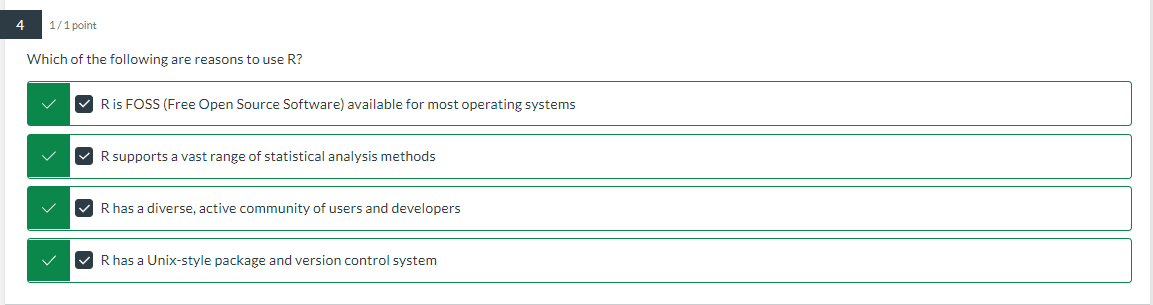 4 1 / 1 point
Which of the following are reasons to use R?
R is FOSS (Free Open Source Software) available for most operating systems
R supports a vast range of statistical analysis methods
R has a diverse, active community of users and developers
R has a Unix-style package and version control system